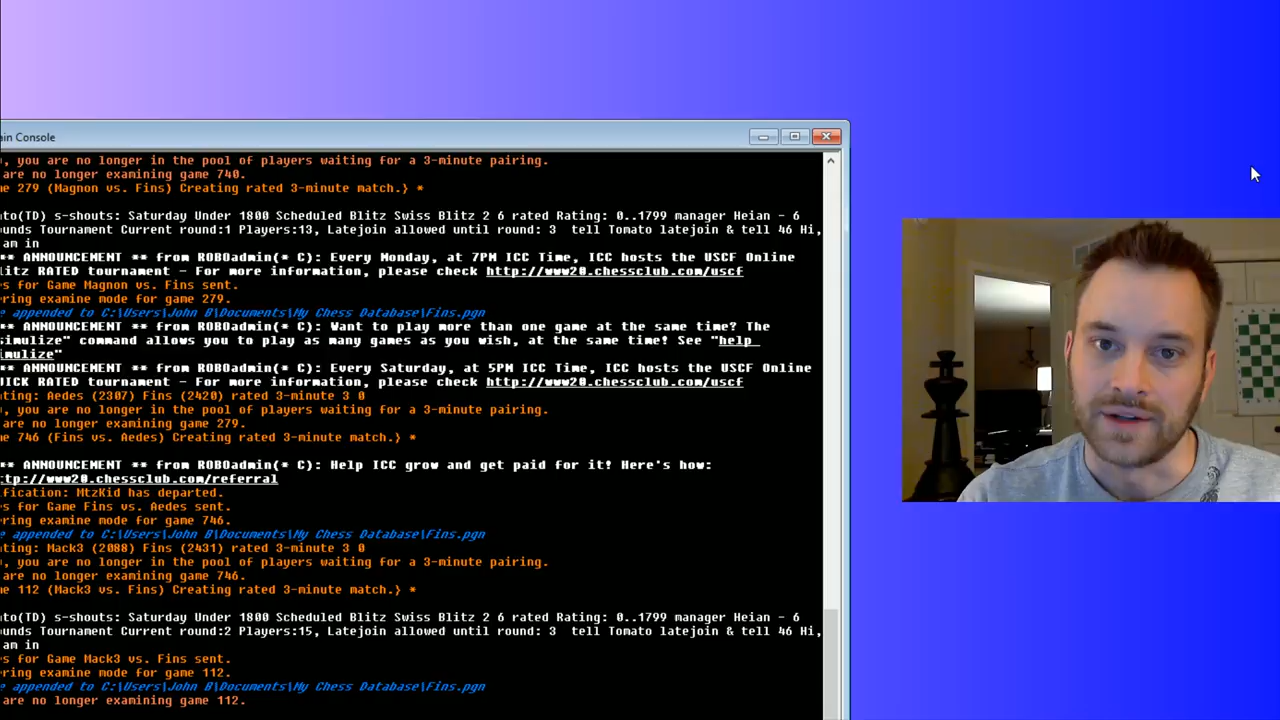 ain Console
, you are no longer in the pool of players waiting for a 3-minute pairing.
are no longer examining game 740.
e 279 (Magnon vs. Fins) Creating rated 3-minute match.} *
to(TD) s-shouts: Saturday Under 1800 Scheduled Blitz Swiss Blitz 2 6 rated Rating: 0..1799 manager Heian - 6
unds Tournament Current round:1 Players:13, Latejoin allowed until round: 3  tell Tomato latejoin & tell 46 Hi,
am in
** ANNOUNCEMENT ** from ROBOadmin(* C): Every Monday, at 7PM ICC Time, ICC hosts the USCF Online
litz RATED tournament - For more information, please check http://www20.chessclub.com/uscf
es for Game Magnon vs. Fins sent.
ring examine mode for game 279.
e appended to C:\Users\John B\Documents\My Chess Database\Fins.pgn
** ANNOUNCEMENT ** from ROBOadmin(* C): Want to play more than one game at the same time? The
simulize" command allows you to play as many games as you wish, at the same time! See "help
imulize"
** ANNOUNCEMENT ** from ROBOadmin(* C): Every Saturday, at 5PM ICC Time, ICC hosts the USCF Online
UICK RATED tournament - For more information, please check http://www20.chessclub.com/uscf
ting: Aedes (2307) Fins (2420) rated 3-minute 3 0
, you are no longer in the pool of players waiting for a 3-minute pairing.
are no longer examining game 279.
e 746 (Fins vs. Aedes) Creating rated 3-minute match.} *
** ANNOUNCEMENT ** from ROBOadmin(* C): Help ICC grow and get paid for it! Here's how:
tp://www20.chessclub.com/referral
ification: MtzKid has departed.
es for Game Fins vs. Aedes sent.
ring examine mode for game 746.
e appended to C:\Users\John B\Documents\My Chess Database\Fins.pgn
ting: Mack3 (2088) Fins (2431) rated 3-minute 3 0
, you are no longer in the pool of players waiting for a 3-minute pairing.
are no longer examining game 746.
e 112 (Mack3 vs. Fins) Creating rated 3-minute match.} *
to(TD) s-shouts: Saturday Under 1800 Scheduled Blitz Swiss Blitz 2 6 rated Rating: 0..1799 manager Heian - 6
unds Tournament Current round:2 Players:15, Latejoin allowed until round: 3  tell Tomato latejoin & tell 46 Hi,
am in
es for Game Mack3 vs. Fins sent.
ring examine mode for game 112.
e appended to C:\Users\John B\Documents\My Chess Database\Fins.pgn
are no longer examining game 112.